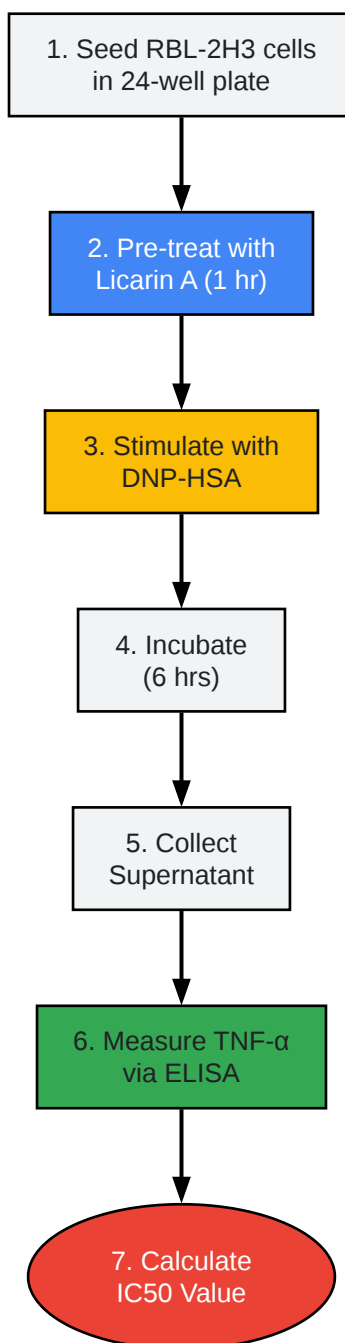 1. Seed RBL-2H3 cells
in 24-well plate
2. Pre-treat with
Licarin A (1 hr)
3. Stimulate with
DNP-HSA
4. Incubate
(6 hrs)
5. Collect
Supernatant
6. Measure TNF-α
via ELISA
7. Calculate
IC50 Value